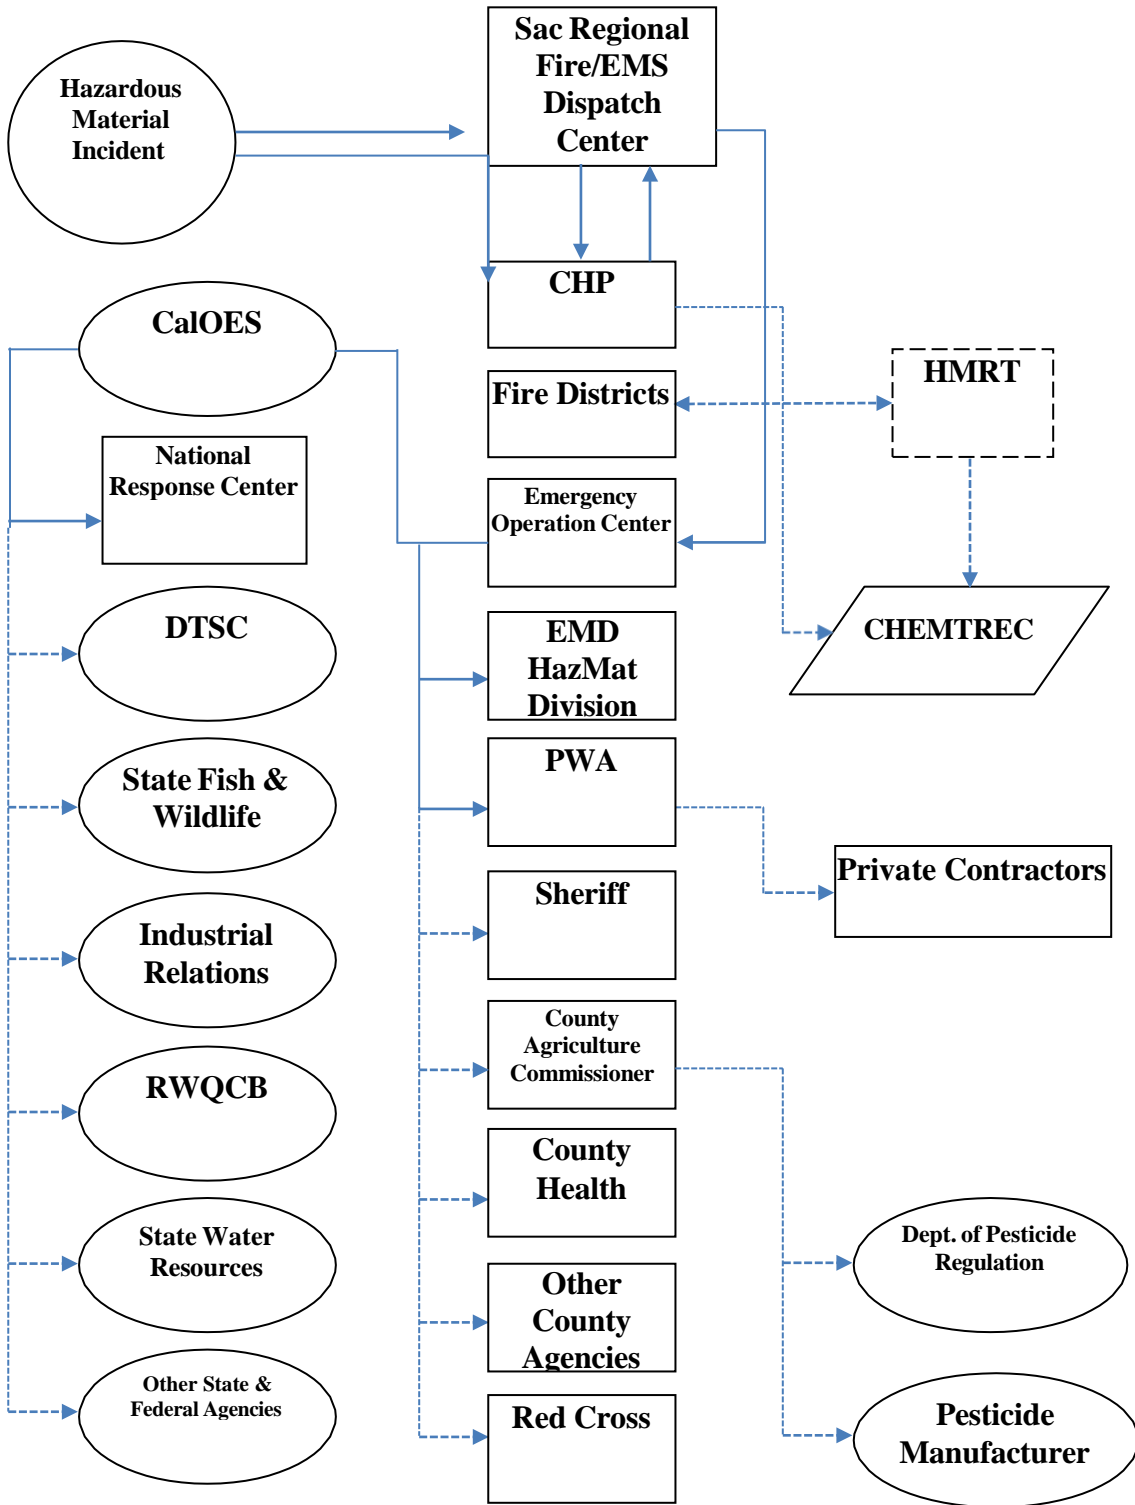 Sac Regional
Fire/EMS
Dispatch
Center
Hazardous
Material
Incident
CHP
CalOES
HMRT
Fire Districts
National
Response Center
Emergency
Operation Center
DTSC
EMD
HazMat
Division
CHEMTREC
State Fish &
Wildlife
PWA
Private Contractors
Sheriff
Industrial
Relations
County
Agriculture
Commissioner
RWQCB
County
Health
State Water
Resources
Dept. of Pesticide
Regulation
Other
County
Agencies
Other State &
Federal Agencies
Red Cross
Pesticide
Manufacturer